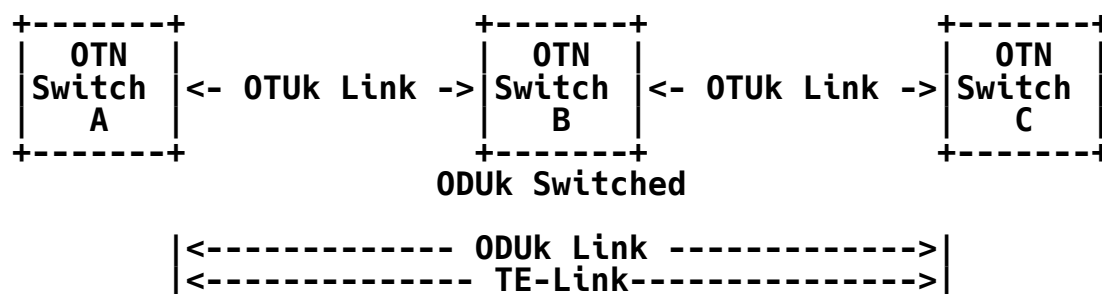 +-------+                   +-------+                   +-------+
|  OTN  |                   |  OTN  |                   |  OTN  |
|Switch |<- OTUk Link ->|Switch |<- OTUk Link ->|Switch |
|   A   |                   |   B   |                   |   C   |
+-------+                   +-------+                   +-------+
ODUk Switched
|<------------- ODUk Link ------------->|
|<-------------- TE-Link--------------->|